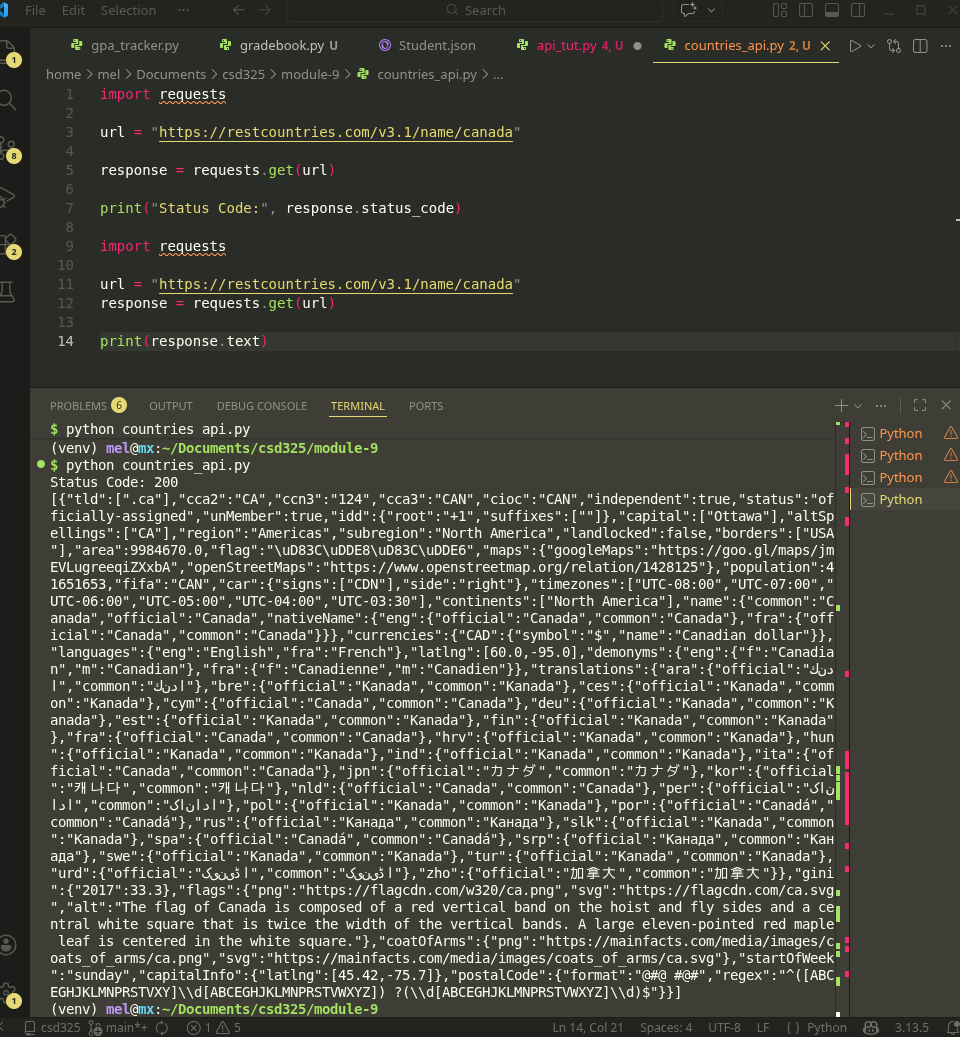 File Edit Selection ··· Search
gpa_tracker.py gradebook.py U Student.json api_tut.py 4, U countries_api.py 2, U
home > mel > Documents > csd325 > module-9 > countries_api.py > ...
1 import requests
2
3 url = "https://restcountries.com/v3.1/name/canada"
4
5 response = requests.get(url)
6
7 print("Status Code:", response.status_code)
8
9 import requests
10
11 url = "https://restcountries.com/v3.1/name/canada"
12 response = requests.get(url)
13
14 print(response.text)
1
8
2
PROBLEMS 6 OUTPUT DEBUG CONSOLE TERMINAL PORTS
Python
Python
Python
Python
$ python countries api.py
(venv) mel@mx:~/Documents/csd325/module-9
$ python countries_api.py
Status Code: 200
[{"tld":[".ca"],"cca2":"CA","ccn3":"124","cca3":"CAN","cioc":"CAN","independent":true,"status":"of
ficially-assigned","unMember":true,"idd":{"root":"+1","suffixes":[""]},"capital":["Ottawa"],"altSp
ellings":["CA"],"region":"Americas","subregion":"North America","landlocked":false,"borders":["USA
"],"area":9984670.0,"flag":"\uD83C\uDDE8\uD83C\uDDE6","maps":{"googleMaps":"https://goo.gl/maps/jm
EVLugreeqiZXxbA","openStreetMaps":"https://www.openstreetmap.org/relation/1428125"},"population":4
1651653,"fifa":"CAN","car":{"signs":["CDN"],"side":"right"},"timezones":["UTC-08:00","UTC-07:00","
UTC-06:00","UTC-05:00","UTC-04:00","UTC-03:30"],"continents":["North America"],"name":{"common":"C
anada","official":"Canada","nativeName":{"eng":{"official":"Canada","common":"Canada"},"fra":{"off
icial":"Canada","common":"Canada"}}},"currencies":{"CAD":{"symbol":"$","name":"Canadian dollar"}},
"languages":{"eng":"English","fra":"French"},"latlng":[60.0,-95.0],"demonyms":{"eng":{"f":"Canadia
n","m":"Canadian"},"fra":{"f":"Canadienne","m":"Canadien"}},"translations":{"ara":{"official":"كند
ا","common":"كندا"},"bre":{"official":"Kanada","common":"Kanada"},"ces":{"official":"Kanada","comm
on":"Kanada"},"cym":{"official":"Canada","common":"Canada"},"deu":{"official":"Kanada","common":"K
anada"},"est":{"official":"Kanada","common":"Kanada"},"fin":{"official":"Kanada","common":"Kanada"
},"fra":{"official":"Canada","common":"Canada"},"hrv":{"official":"Kanada","common":"Kanada"},"hun
":{"official":"Kanada","common":"Kanada"},"ind":{"official":"Kanada","common":"Kanada"},"ita":{"of
ficial":"Canada","common":"Canada"},"jpn":{"official":"カナダ","common":"カナダ"},"kor":{"official
":"캐나다","common":"캐나다"},"nld":{"official":"Canada","common":"Canada"},"per":{"official":"کان
ادا","common":"کانادا"},"pol":{"official":"Kanada","common":"Kanada"},"por":{"official":"Canadá","
common":"Canadá"},"rus":{"official":"Канада","common":"Канада"},"slk":{"official":"Kanada","common
":"Kanada"},"spa":{"official":"Canadá","common":"Canadá"},"srp":{"official":"Канада","common":"Кан
ада"},"swe":{"official":"Kanada","common":"Kanada"},"tur":{"official":"Kanada","common":"Kanada"},
"urd":{"official":"کینیڈا","common":"کینیڈا"},"zho":{"official":"加拿大","common":"加拿大"}},"gini
":{"2017":33.3},"flags":{"png":"https://flagcdn.com/w320/ca.png","svg":"https://flagcdn.com/ca.svg
","alt":"The flag of Canada is composed of a red vertical band on the hoist and fly sides and a ce
ntral white square that is twice the width of the vertical bands. A large eleven-pointed red maple
leaf is centered in the white square."},"coatOfArms":{"png":"https://mainfacts.com/media/images/c
oats_of_arms/ca.png","svg":"https://mainfacts.com/media/images/coats_of_arms/ca.svg"},"startOfWeek
":"sunday","capitalInfo":{"latlng":[45.42,-75.7]},"postalCode":{"format":"@#@ #@#","regex":"^([ABC
EGHJKLMNPRSTVXY]\\d[ABCEGHJKLMNPRSTVWXYZ]) ?(\\d[ABCEGHJKLMNPRSTVWXYZ]\\d)$"}}]
(venv) mel@mx:~/Documents/csd325/module-9
1
csd325 main*+ 1 5 Ln 14, Col 21 Spaces: 4 UTF-8 LF { } Python 3.13.5